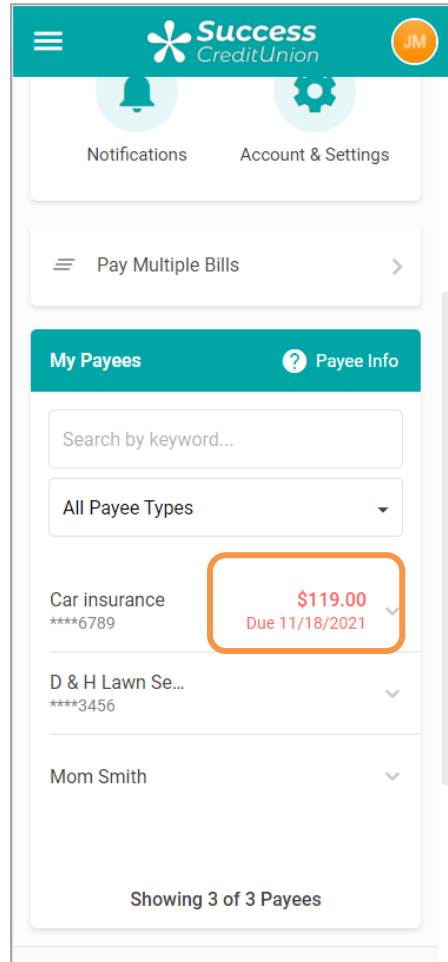 Success
CreditUnion
JM
Notifications
Account & Settings
Pay Multiple Bills
My Payees
? Payee Info
Search by keyword...
All Payee Types
Car insurance
$119.00
****6789
Due 11/18/2021
D & H Lawn Se...
****3456
Mom Smith
Showing 3 of 3 Payees